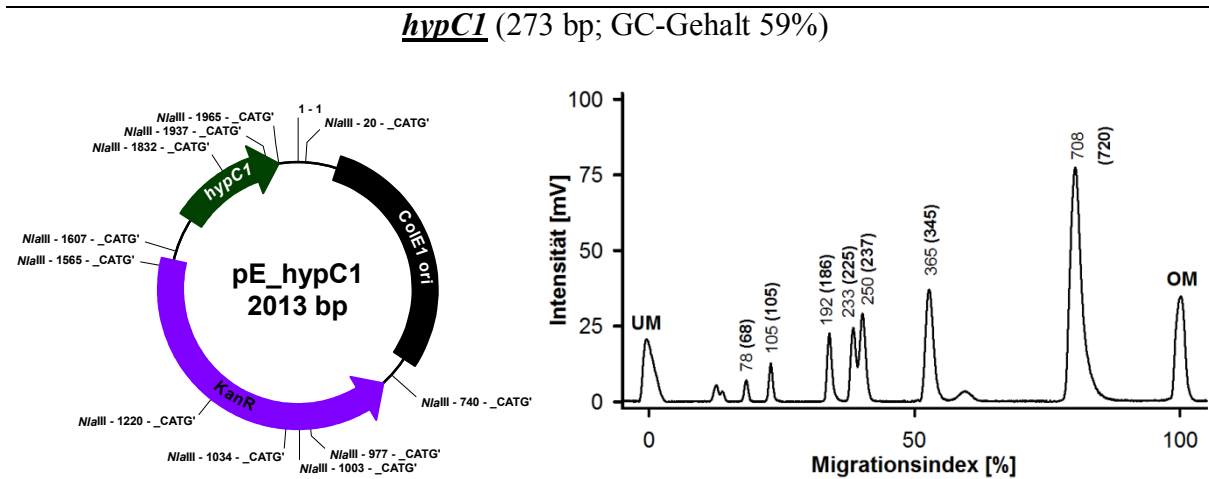 hypC1 (273 bp; GC-Gehalt 59%)
NlaIII - 1965 - _CATG'
NlaIII - 1937 - _CATG'
NlaIII - 1832 - _CATG'
1 - 1
NlaIII - 20 - _CATG'
hypC1
ColE1 ori
NlaIII - 1607 - _CATG'
NlaIII - 1565 - _CATG'
pE_hypC1
2013 bp
KanR
NlaIII - 740 - _CATG'
NlaIII - 1220 - _CATG'
NlaIII - 1034 - _CATG'
NlaIII - 977 - _CATG'
NlaIII - 1003 - _CATG'
Intensität [mV]
100
75
50
25
0
UM
78 (68)
105 (105)
192 (186)
233 (225)
250 (237)
365 (345)
708
(720)
OM
0
50
100
Migrationsindex [%]